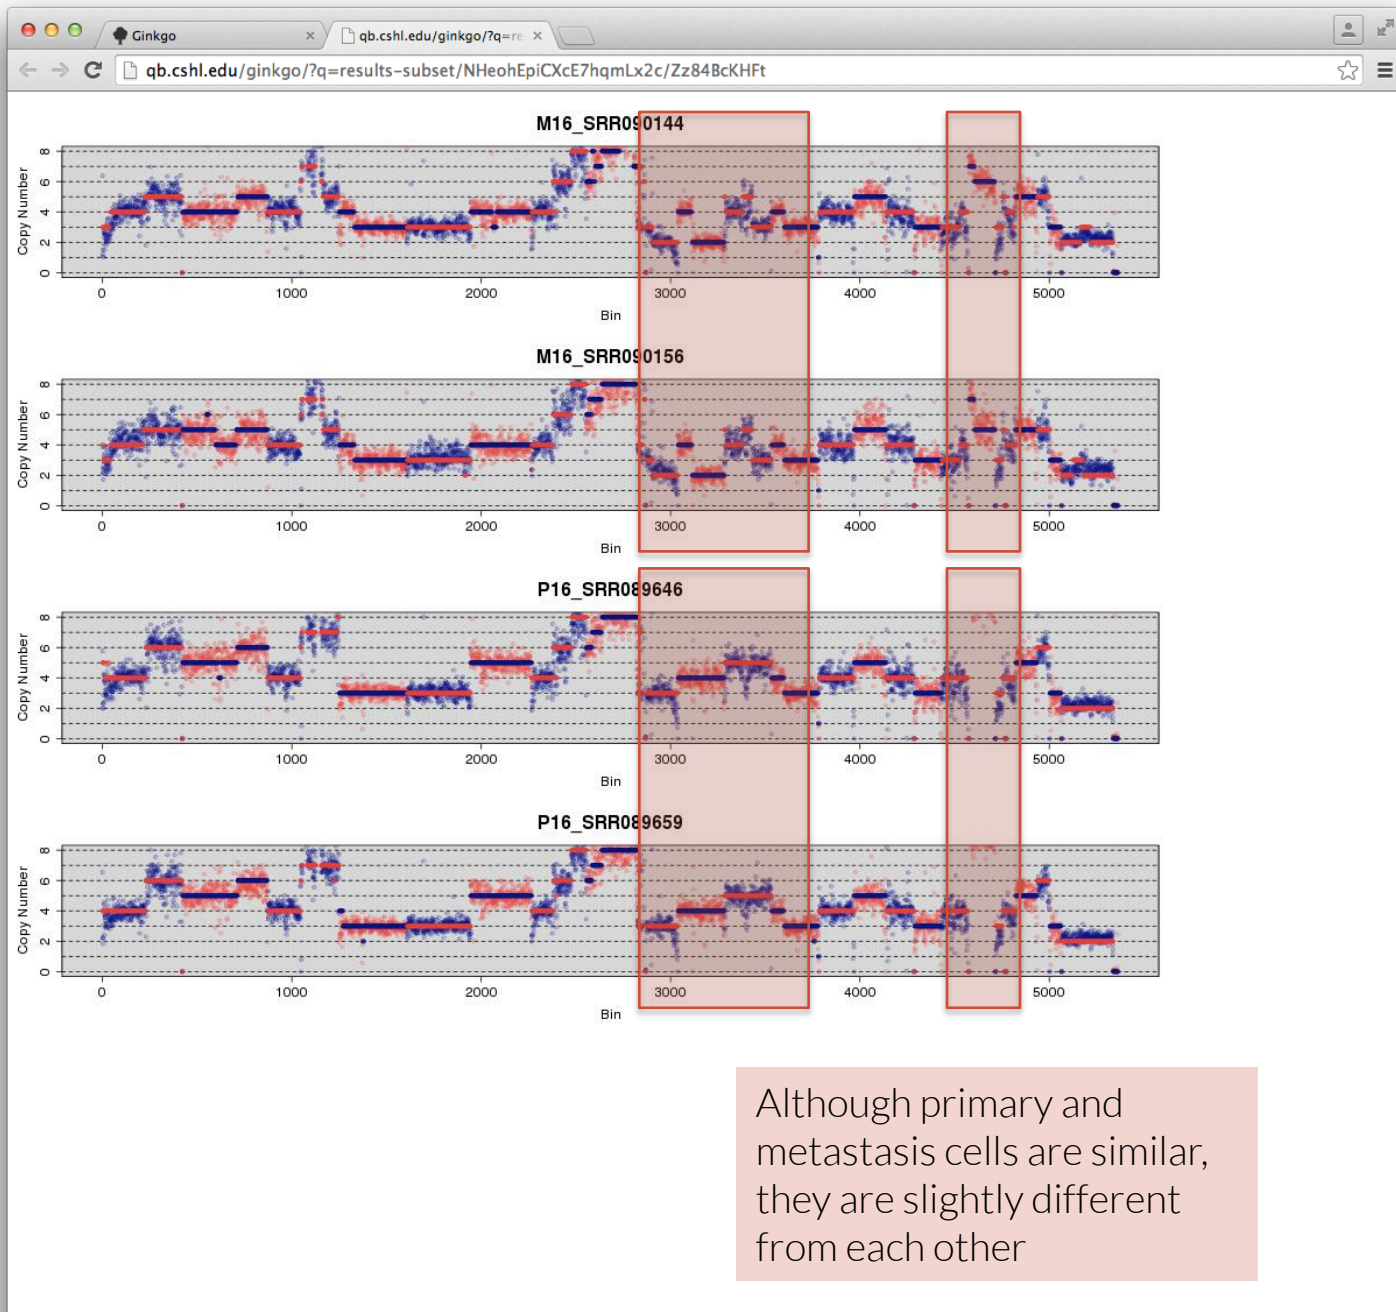 Ginkgo
qb.cshl.edu/ginkgo/?q=re
qb.cshl.edu/ginkgo/?q=results-subset/NHeohEpiCXcE7hqmLx2c/Zz84BcKHFt
M16_SRR090144
Copy Number
8
6
4
2
0
0 1000 2000 3000 4000 5000
Bin
M16_SRR090156
Copy Number
8
6
4
2
0
0 1000 2000 3000 4000 5000
Bin
P16_SRR089646
Copy Number
8
6
4
2
0
0 1000 2000 3000 4000 5000
Bin
P16_SRR089659
Copy Number
8
6
4
2
0
0 1000 2000 3000 4000 5000
Bin
Although primary and
metastasis cells are similar,
they are slightly different
from each other